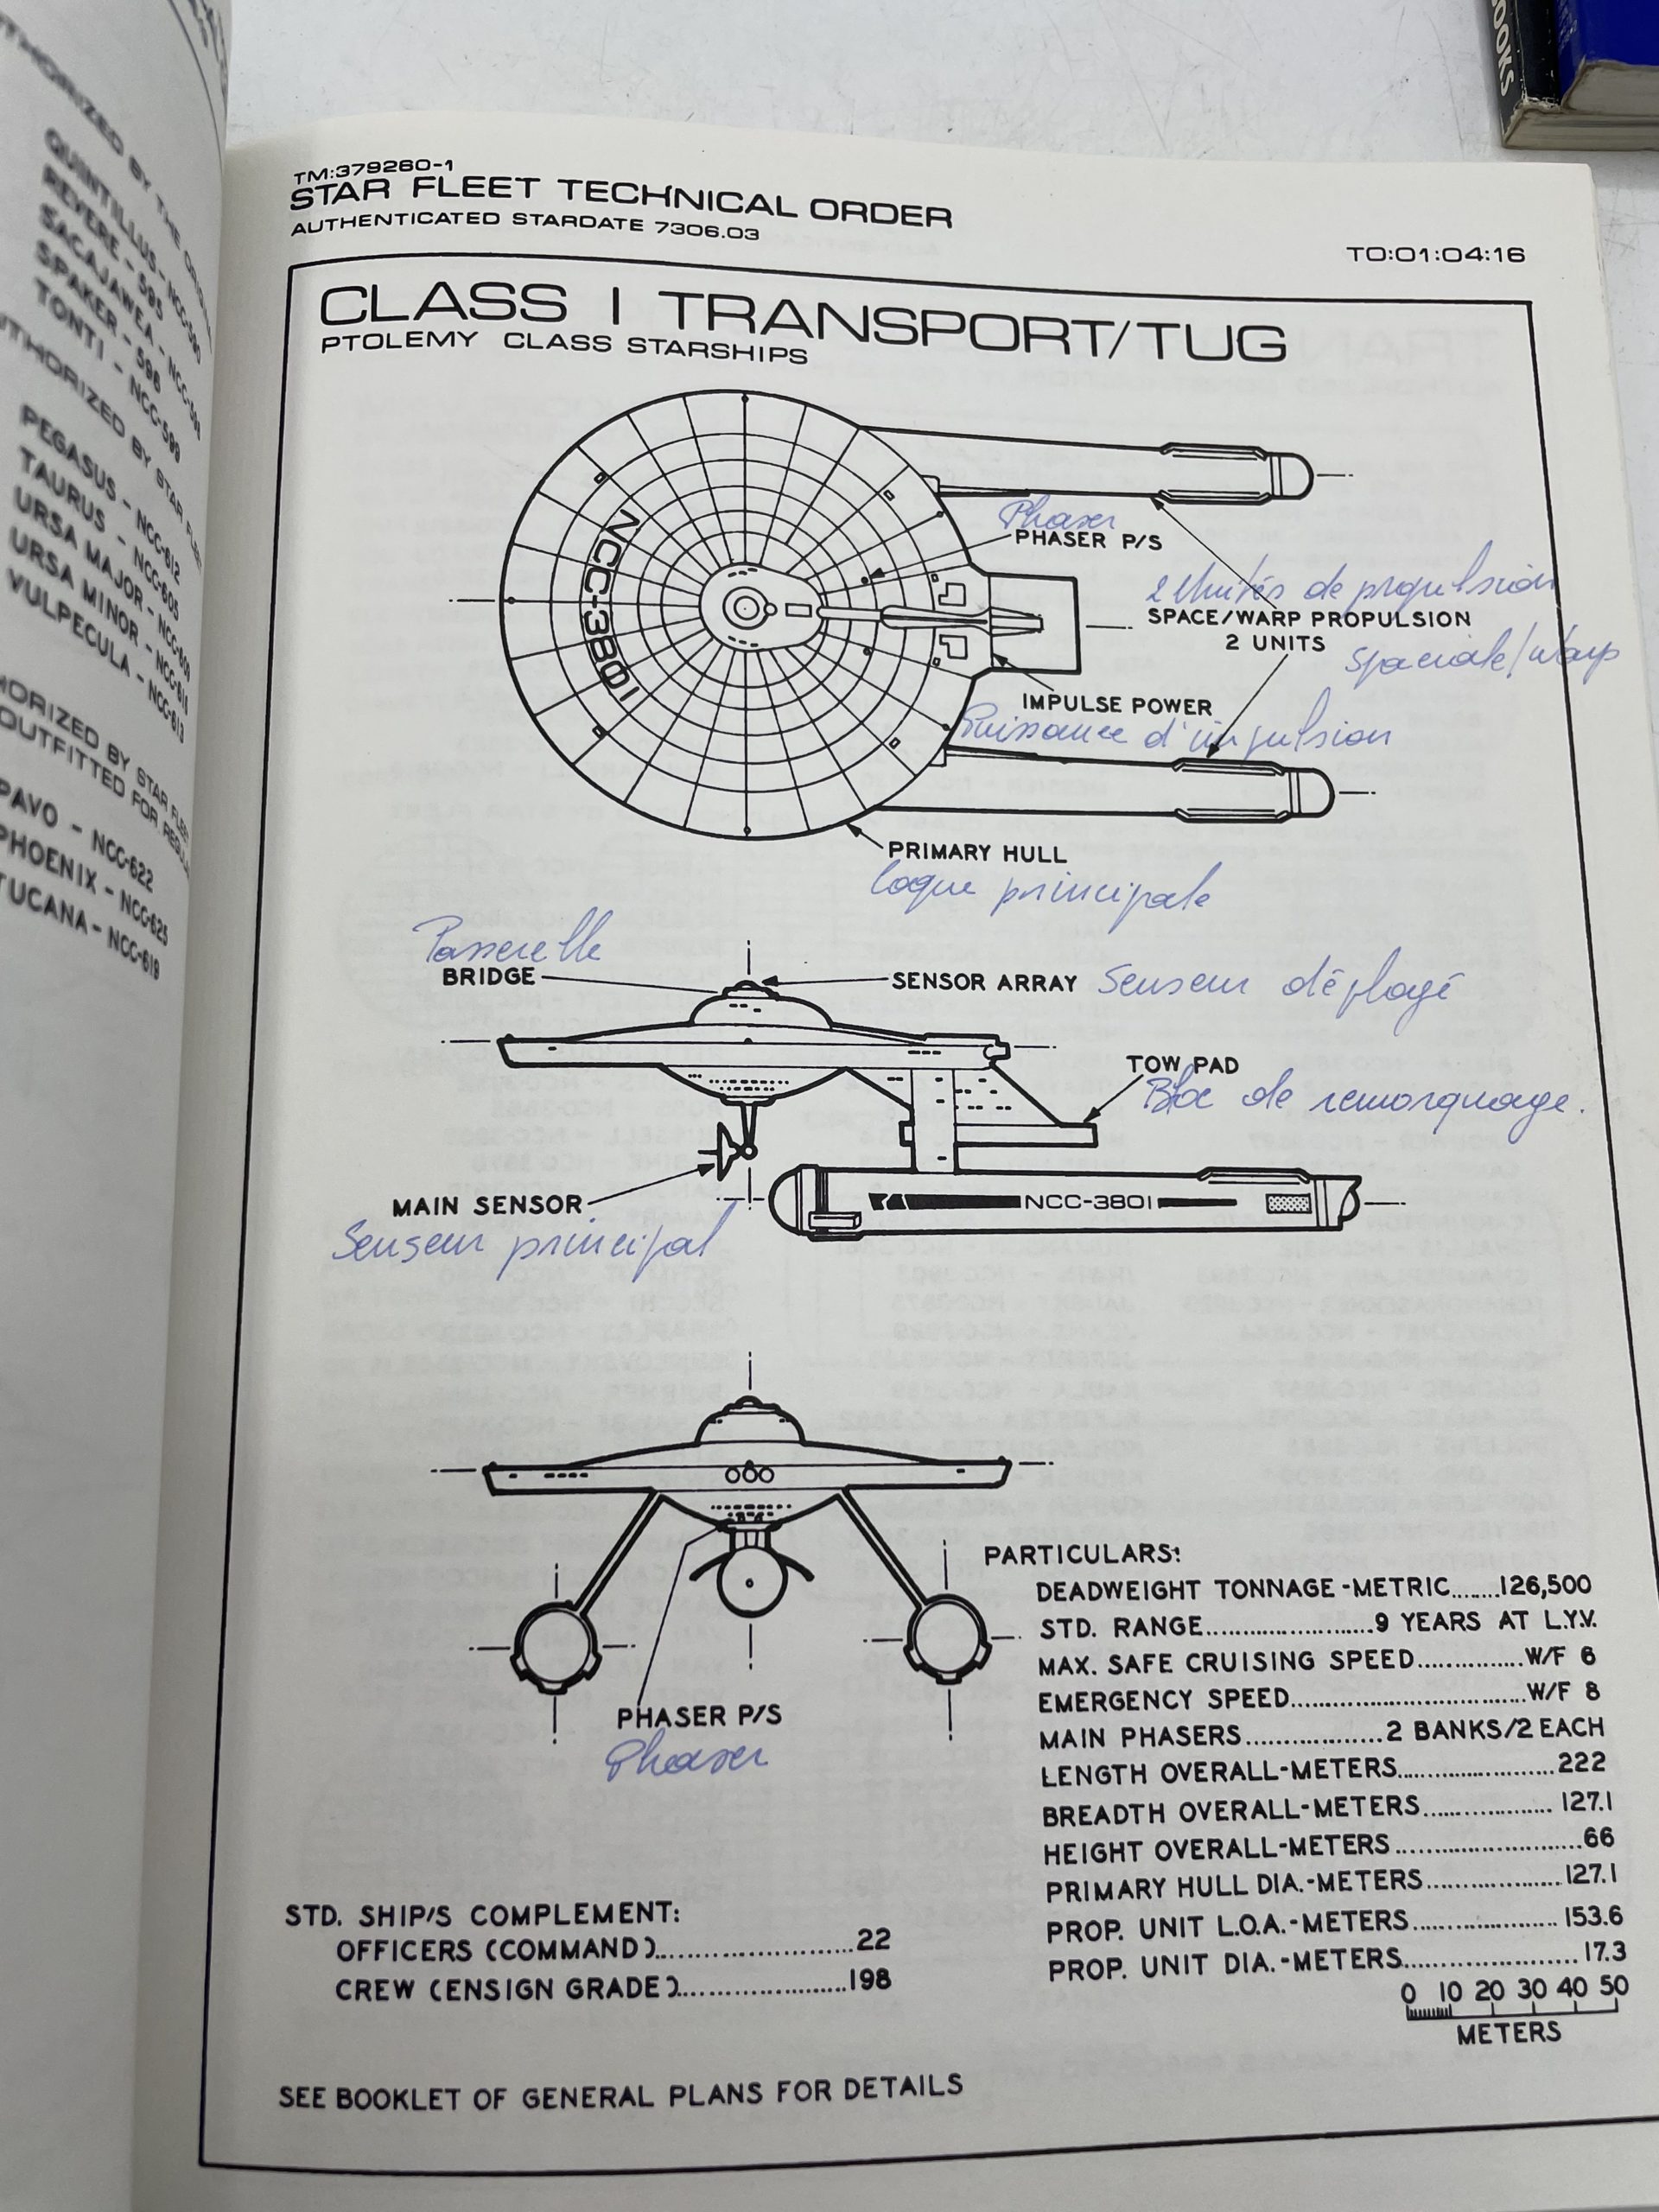 BOOKS
QUINTILLUS - NCC-590
REVERE - 595
SACAJAWEA - NCC-598
SPAKER - 596
TONTI - NCC-599
PEGASUS - NCC-612
TAURUS - NCC-605
URSA MAJOR - NCC-609
URSA MINOR - NCC-611
VULPECULA - NCC-613
OUTFITTED FOR
PAVO - NCC-622
PHOENIX - NCC-625
TUCANA - NCC-619
TM:379260-1
STAR FLEET TECHNICAL ORDER
AUTHENTICATED STARDATE 7306.03
TO:01:04:16
CLASS I TRANSPORT/TUG
PTOLEMY CLASS STARSHIPS
NCC-3801
Phaser
PHASER P/S
2 Unités de propulsion
SPACE/WARP PROPULSION
2 UNITS
spaciale/warp
IMPULSE POWER
Puissance d'impulsion
PRIMARY HULL
Coque principale
Passerelle
BRIDGE
SENSOR ARRAY Senseur déployé
TOW PAD
Bloc de remorquage.
MAIN SENSOR
Senseur principal
NCC-3801
PHASER P/S
Phaser
PARTICULARS:
DEADWEIGHT TONNAGE-METRIC.......126,500
STD. RANGE........................9 YEARS AT L.Y.V.
MAX. SAFE CRUISING SPEED...............W/F 6
EMERGENCY SPEED..................................W/F 8
MAIN PHASERS....................2 BANKS/2 EACH
LENGTH OVERALL-METERS.......................222
BREADTH OVERALL-METERS................... 127.1
HEIGHT OVERALL-METERS...........................66
PRIMARY HULL DIA.-METERS....................127.1
PROP. UNIT L.O.A.-METERS..................... 153.6
PROP. UNIT DIA.-METERS......................... 17.3
STD. SHIP'S COMPLEMENT:
OFFICERS (COMMAND)..........................22
CREW (ENSIGN GRADE)........................198
0 10 20 30 40 50
METERS
SEE BOOKLET OF GENERAL PLANS FOR DETAILS